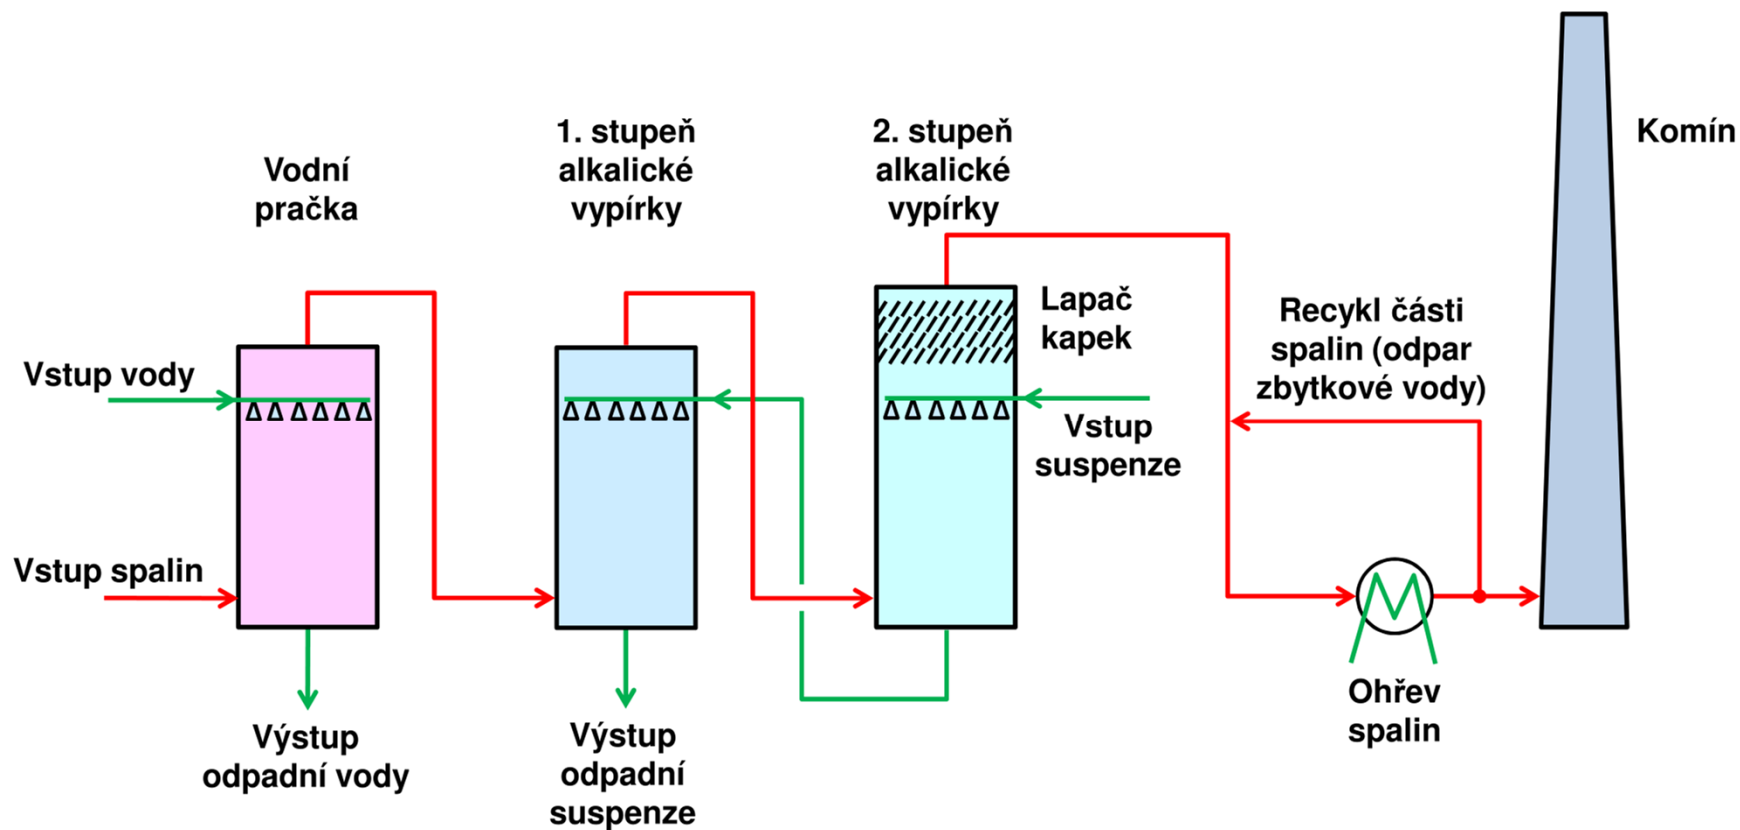 Vodní
pračka
1. stupeň
alkalické
vypírky
2. stupeň
alkalické
vypírky
Komín
Lapač
kapek
Recykl části
spalin (odpar
zbytkové vody)
Vstup vody
Vstup
suspenze
Vstup spalin
Ohřev
spalin
Výstup
odpadní vody
Výstup
odpadní
suspenze